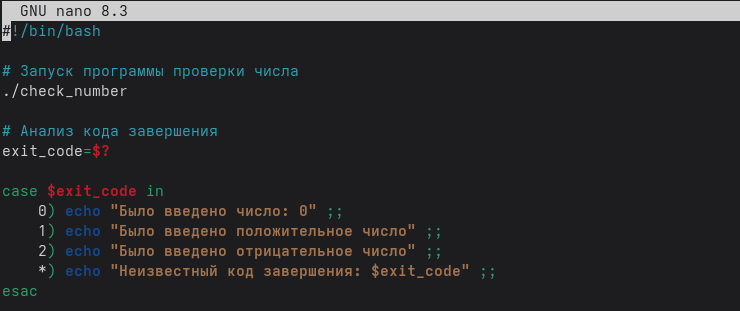 GNU nano 8.3
#!/bin/bash
# Запуск программы проверки числа
./check_number
# Анализ кода завершения
exit_code=$?
case $exit_code in
0) echo "Было введено число: 0" ;;
1) echo "Было введено положительное число" ;;
2) echo "Было введено отрицательное число" ;;
*) echo "Неизвестный код завершения: $exit_code" ;;
esac